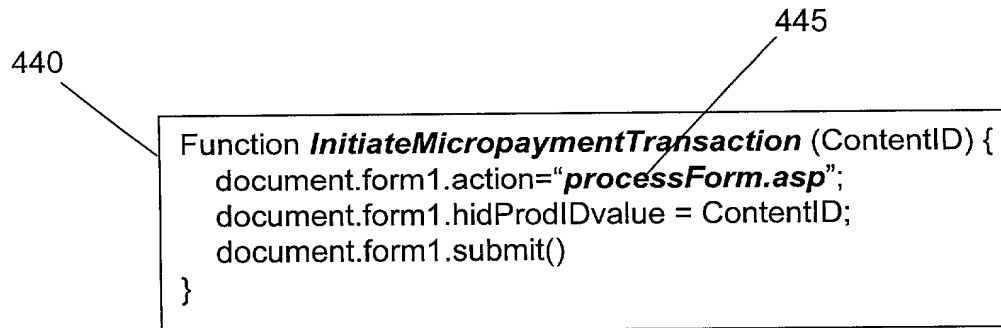 445
440
Function InitiateMicropaymentTransaction (ContentID) {
document.form1.action=“processForm.asp”;
document.form1.hidProdIDvalue = ContentID;
document.form1.submit()
}